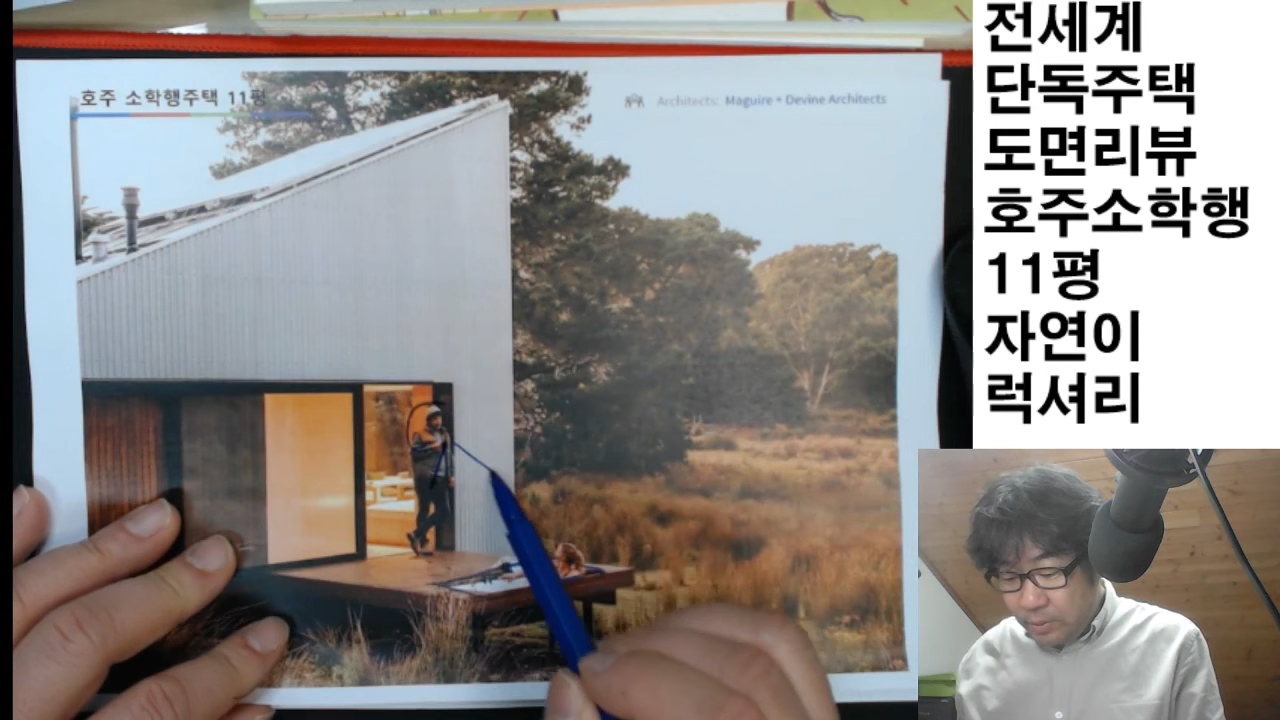 호주 소학행주택 11평
Architects: Maguire + Devine Architects
전세계
단독주택
도면리뷰
호주소학행
11평
자연이
럭셔리